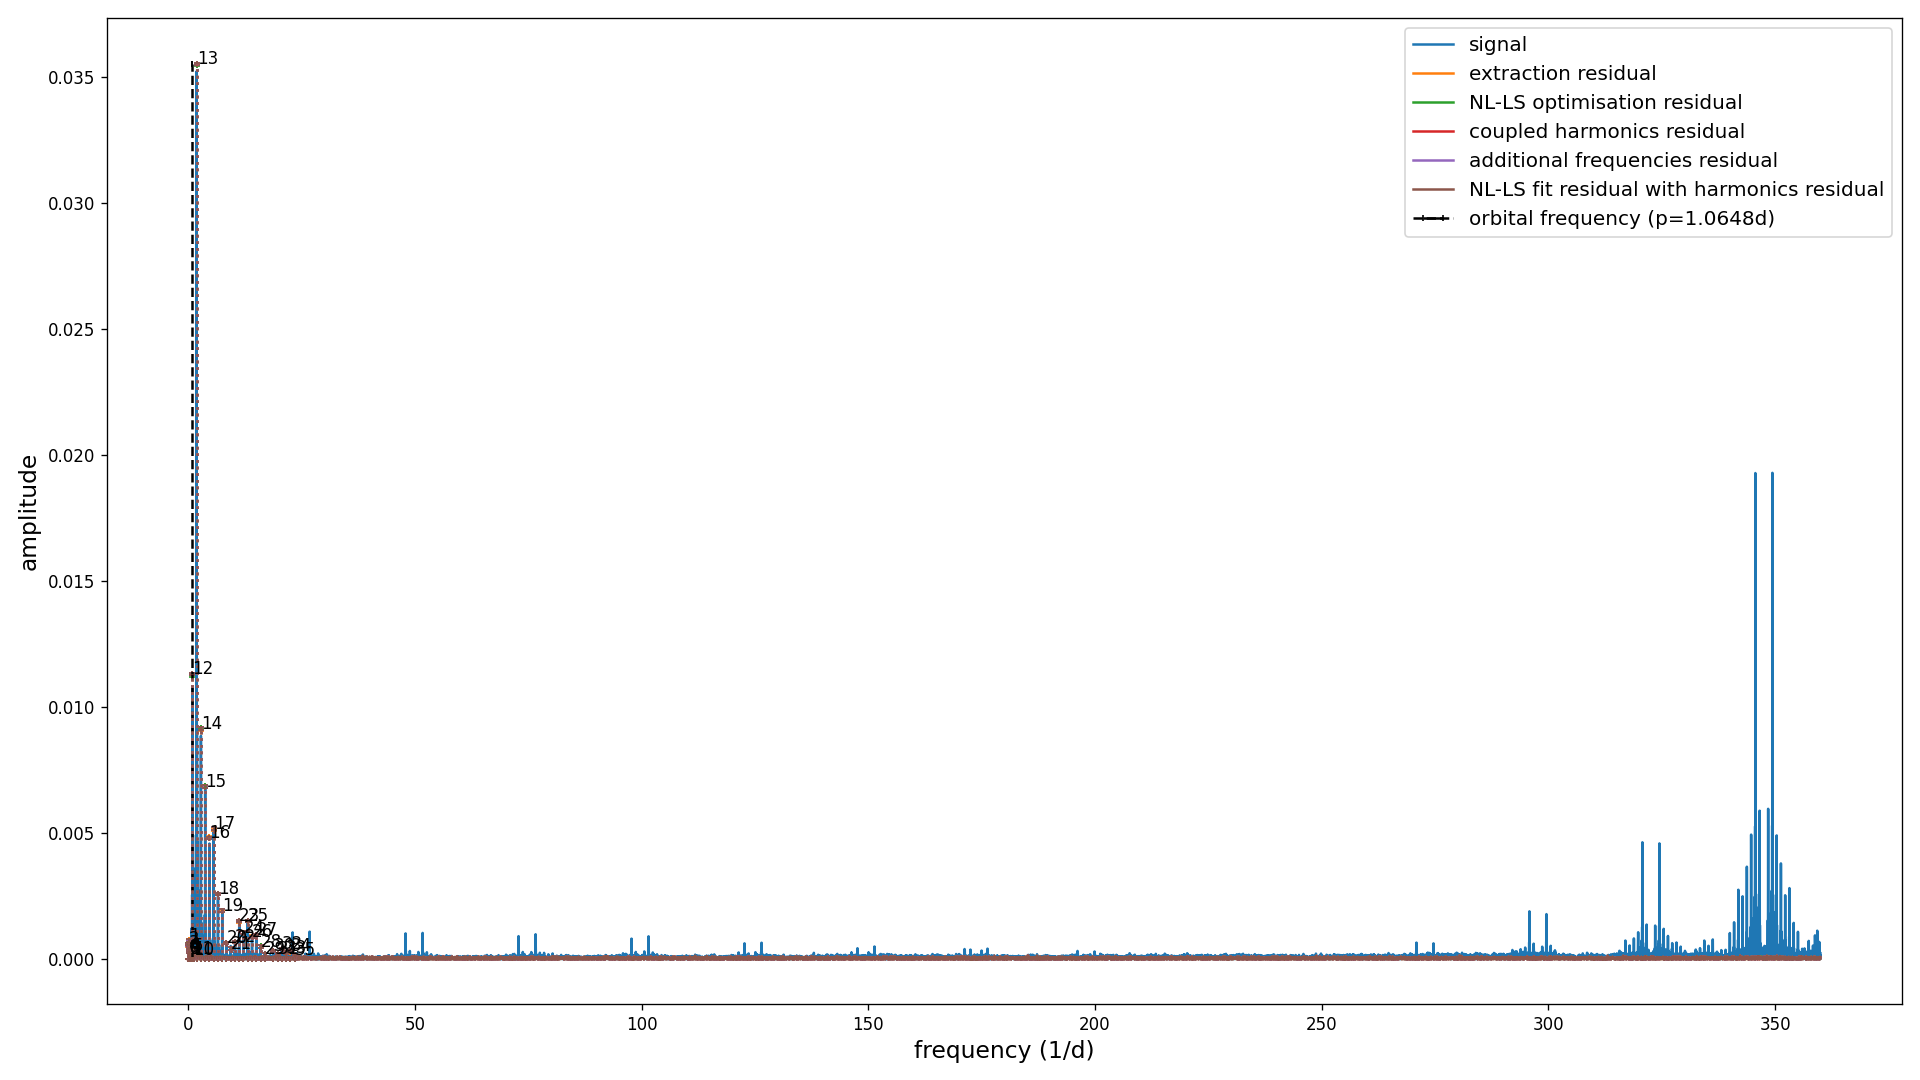 signal
extraction residual
NL-LS optimisation residual
coupled harmonics residual
additional frequencies residual
NL-LS fit residual with harmonics residual
orbital frequency (p=1.0648d)
amplitude
0.035
0.030
0.025
0.020
0.015
0.010
0.005
0.000
13
12
14
15
17
16
18
19
0
50
100
150
200
250
300
350
frequency (1/d)